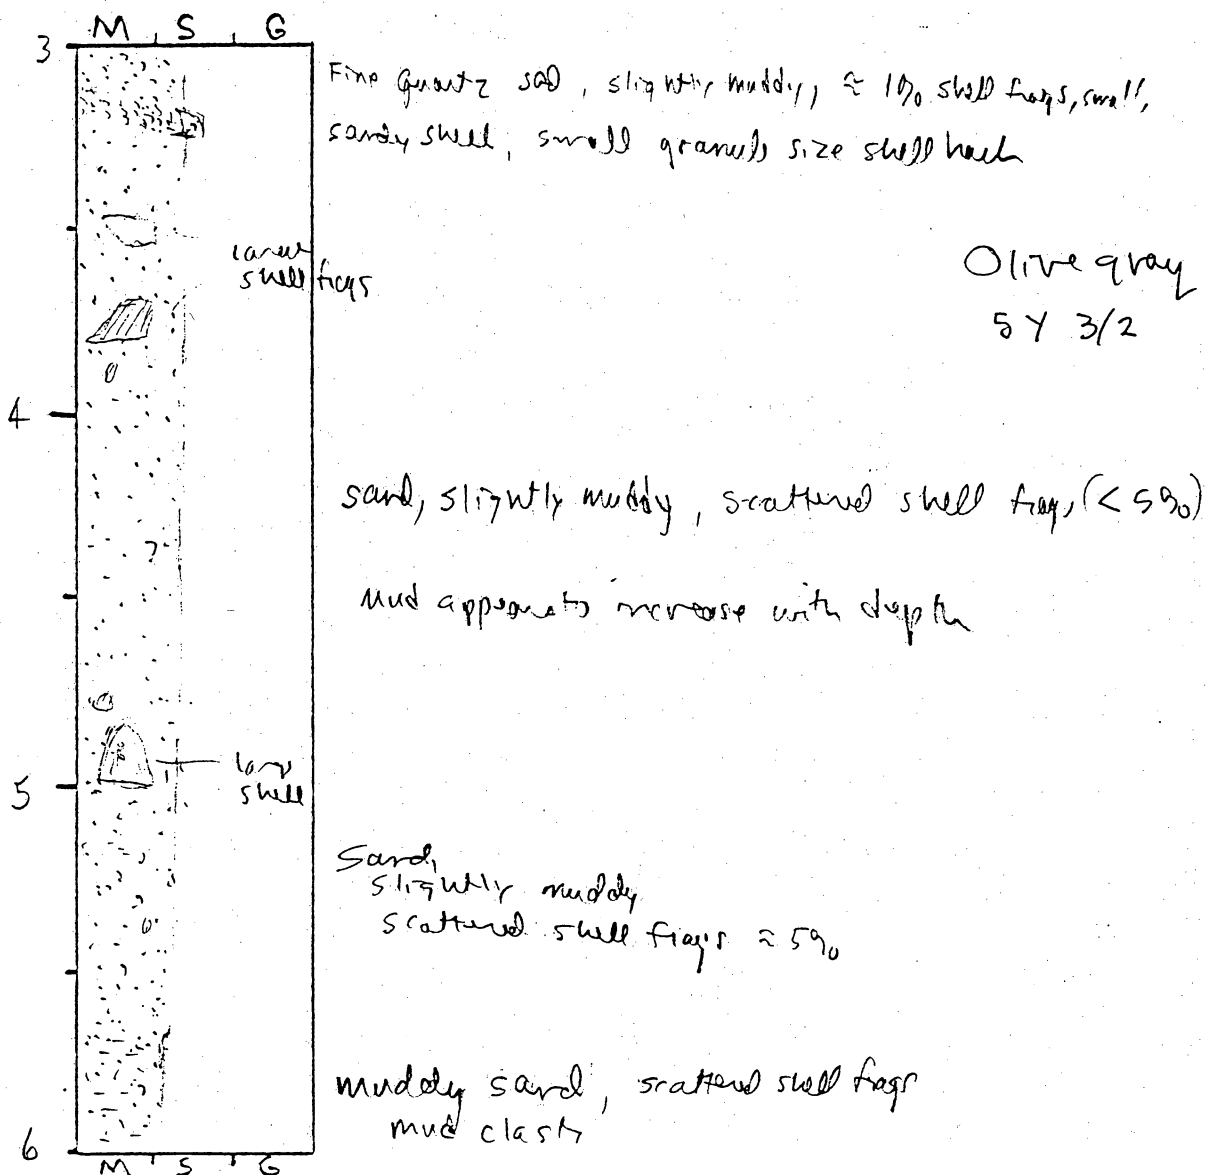 M S G
3
Fine Quartz sad, slightly muddy, ≈ 1% shell frags, small,
sandy shell, small granule size shell hash
larger
shell frags
Olive gray
5 Y 3/2
4
sand, slightly muddy, scattered shell frags (< 5%)
?
Mud appears to increase with depth
large
shell
5
Sand,
slightly muddy
scattered shell frags ≈ 5%
muddy sand, scattered shell frags
mud clasts
6
M S G